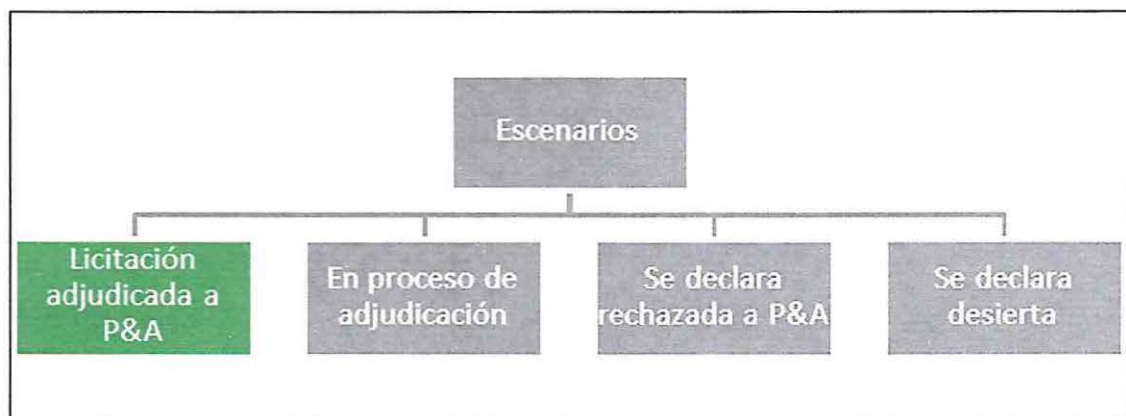 Escenarios
Licitación
adjudicada a
P&A
En proceso de
adjudicación
Se declara
rechazada a P&A
Se declara
desierta